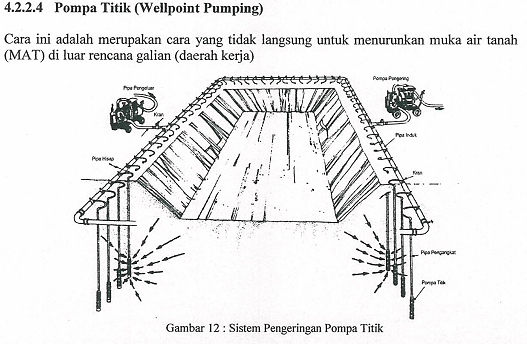 4.2.2.4 Pompa Titik (Wellpoint Pumping)
Cara ini adalah merupakan cara yang tidak langsung untuk menurunkan muka air tanah
(MAT) di luar rencana galian (daerah kerja)
Pipa Pengeluar
Pompa Pengering
Kran
Pipa Induk
Pipa Hisap
Kran
Pipa Pengangkat
Pompa Titik
Gambar 12 : Sistem Pengeringan Pompa Titik